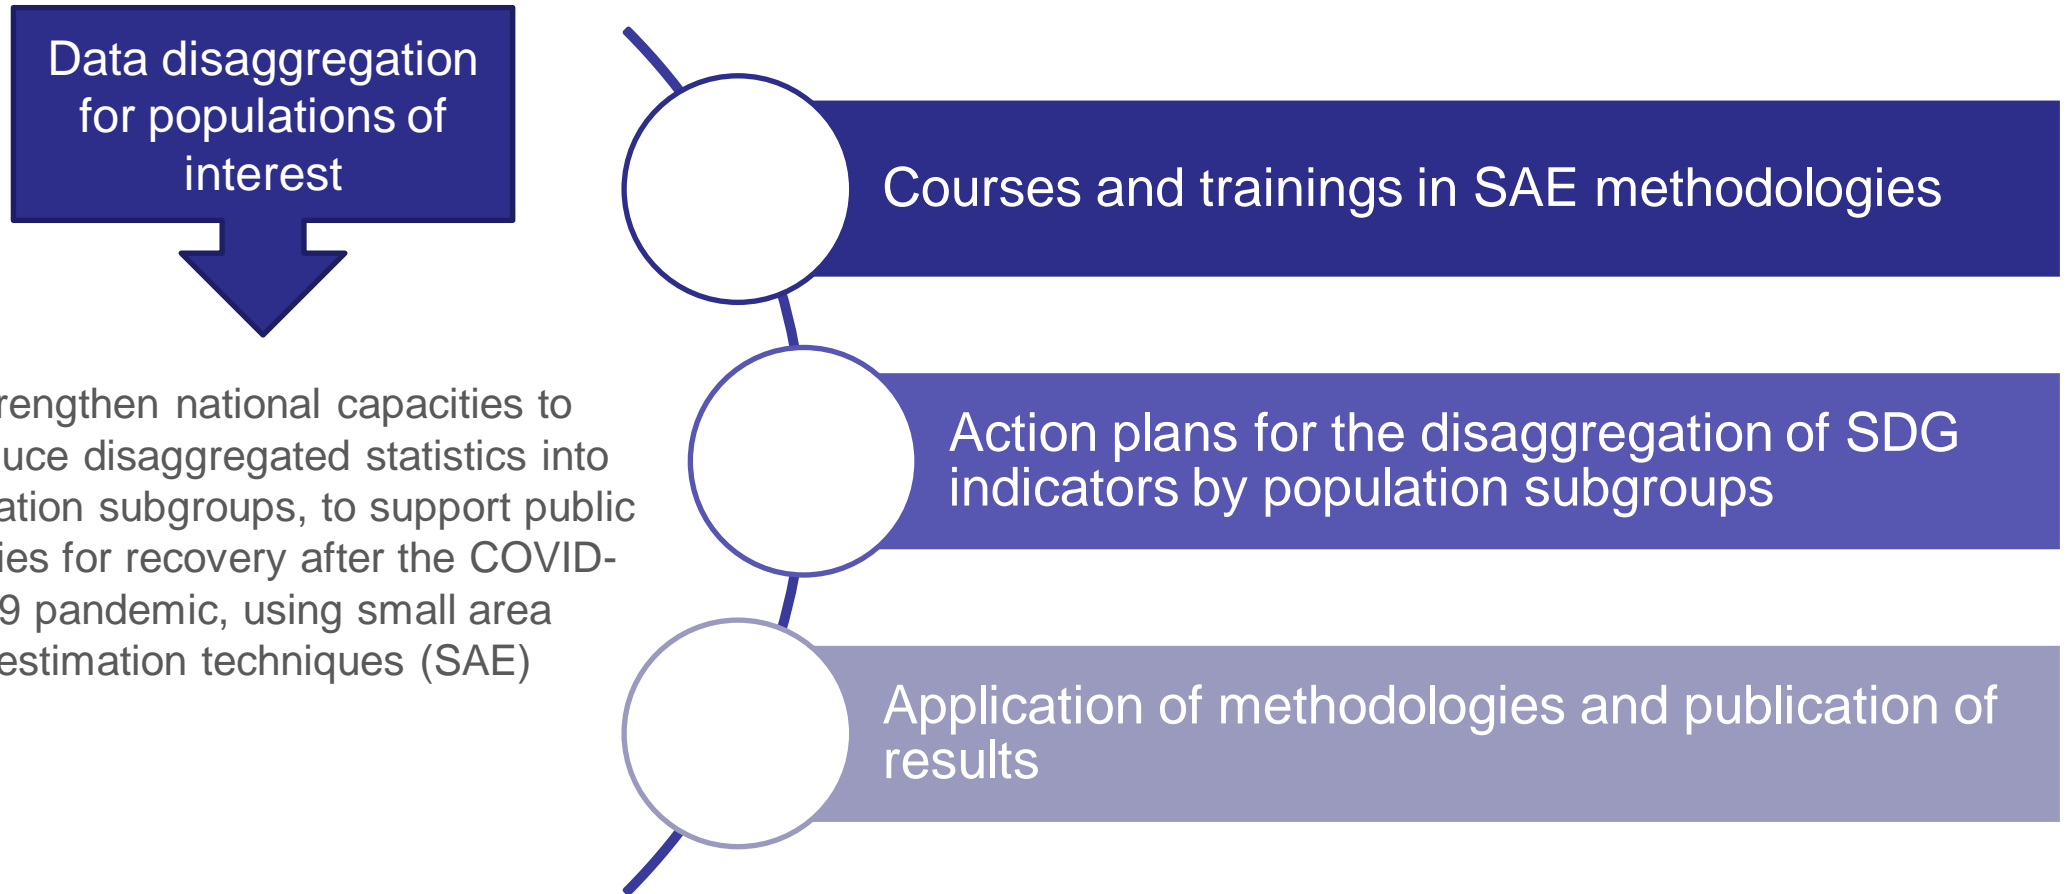 Data disaggregation
for populations of
interest
rengthen national capacities to
uce disaggregated statistics into
ation subgroups, to support public
ies for recovery after the COVID-
9 pandemic, using small area
estimation techniques (SAE)
Courses and trainings in SAE methodologies
Action plans for the disaggregation of SDG
indicators by population subgroups
Application of methodologies and publication of
results